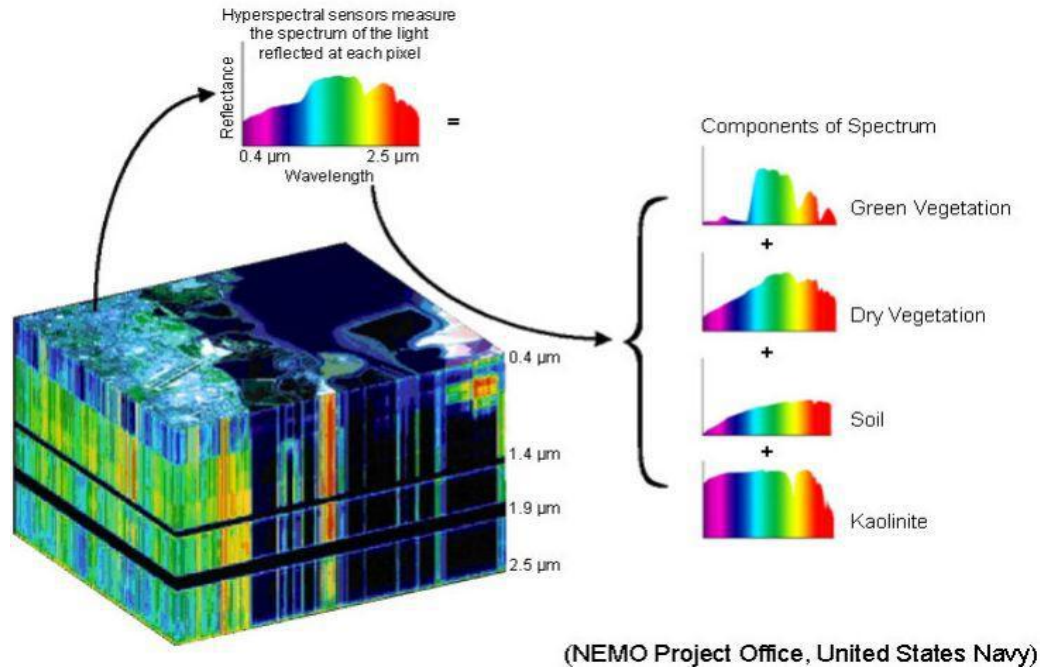 Hyperspectral sensors measure
the spectrum of the light
reflected at each pixel
Reflectance
0.4 µm
2.5 µm
Wavelength
=
Components of Spectrum
Green Vegetation
+
Dry Vegetation
+
Soil
+
Kaolinite
0.4 µm
1.4 µm
1.9 µm
2.5 µm
(NEMO Project Office, United States Navy)